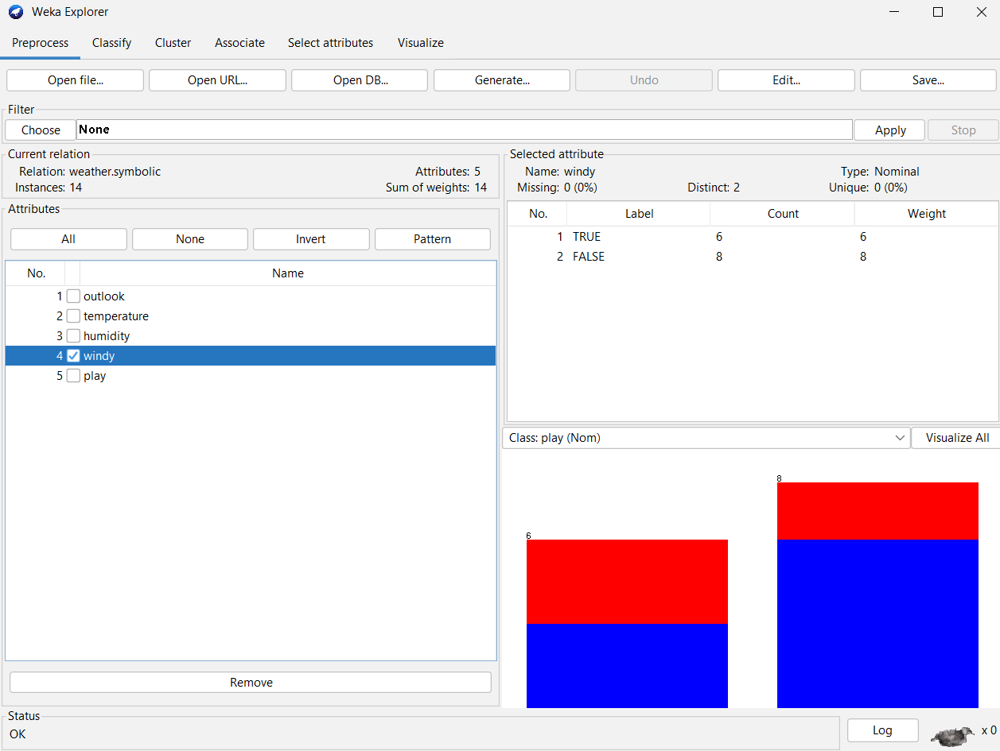 Weka Explorer
Preprocess Classify Cluster Associate Select attributes Visualize
Open file... Open URL... Open DB... Generate... Undo Edit... Save...
Filter
Choose None Apply Stop
Current relation
Relation: weather.symbolic Attributes: 5
Instances: 14 Sum of weights: 14
Attributes
All None Invert Pattern
No. Name
1 outlook
2 temperature
3 humidity
4 windy
5 play
Remove
Selected attribute
Name: windy Type: Nominal
Missing: 0 (0%) Distinct: 2 Unique: 0 (0%)
No. Label Count Weight
1 TRUE 6 6
2 FALSE 8 8
Class: play (Nom) Visualize All
6
8
Status
OK
Log x 0